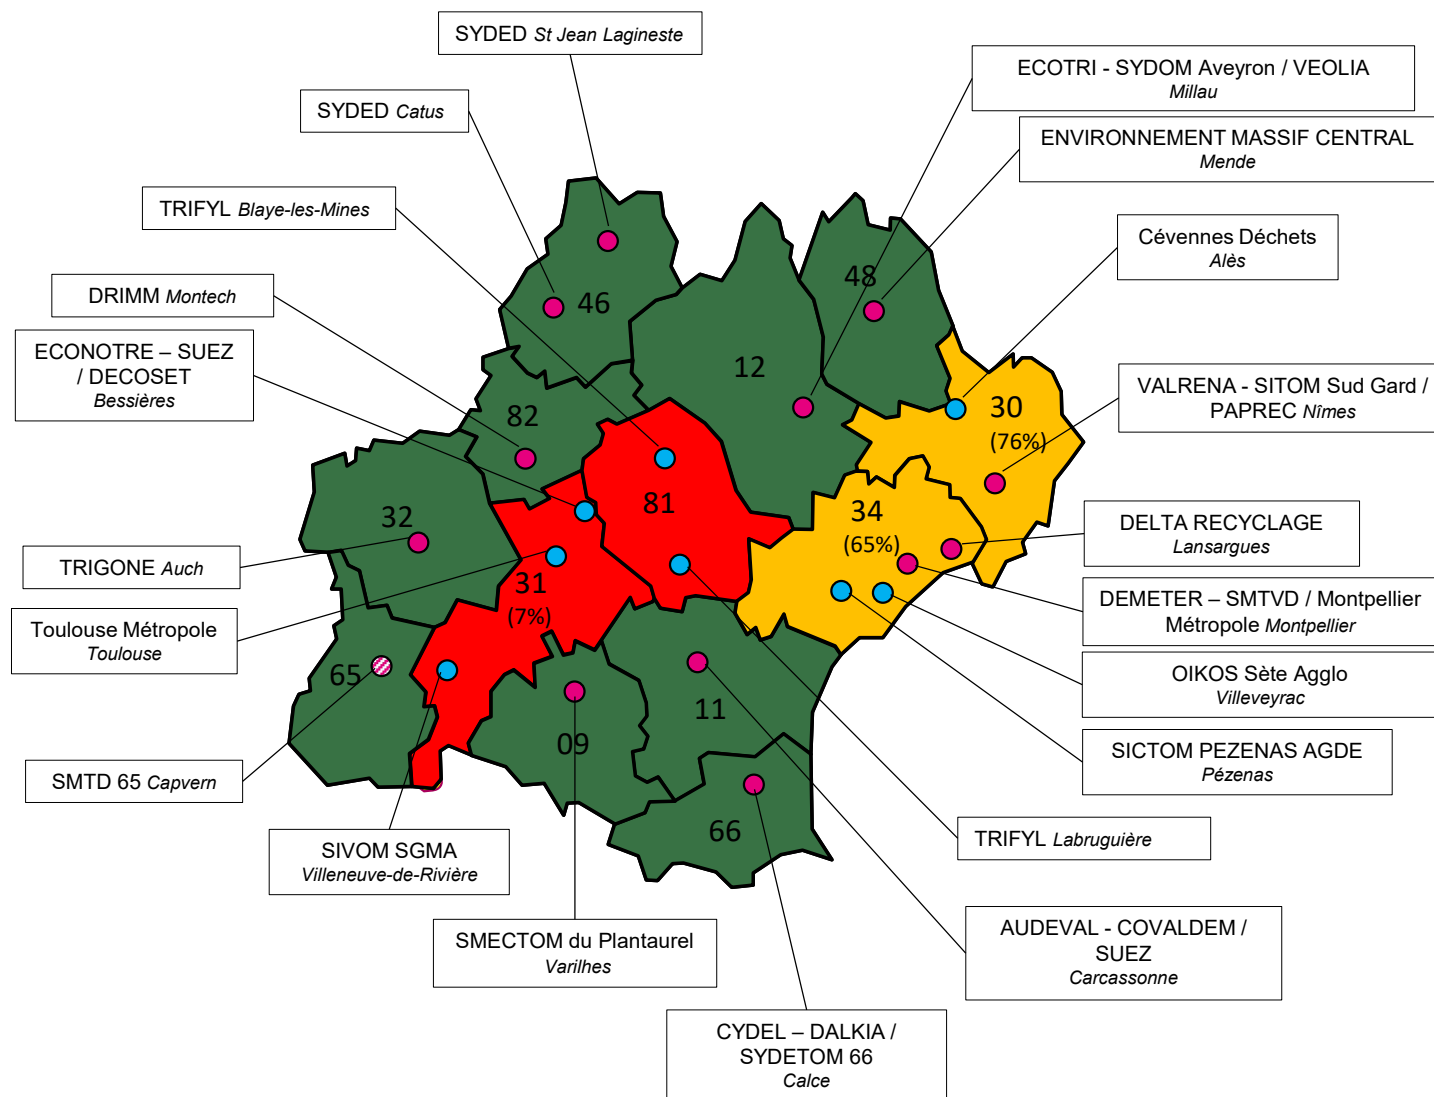 SYDED St Jean Lagineste
ECOTRI - SYDOM Aveyron / VEOLIA
Millau
SYDED Catus
ENVIRONNEMENT MASSIF CENTRAL
Mende
TRIFYL Blaye-les-Mines
Cévennes Déchets
Alès
DRIMM Montech
ECONOTRE – SUEZ
/ DECOSET
Bessières
VALRENA - SITOM Sud Gard /
PAPREC Nîmes
46
48
12
82
30
(76%)
32
81
34
(65%)
DELTA RECYCLAGE
Lansargues
TRIGONE Auch
31
(7%)
DEMETER – SMTVD / Montpellier
Métropole Montpellier
Toulouse Métropole
Toulouse
65
11
09
66
OIKOS Sète Agglo
Villeveyrac
SICTOM PEZENAS AGDE
Pézenas
SMTD 65 Capvern
TRIFYL Labruguière
SIVOM SGMA
Villeneuve-de-Rivière
SMECTOM du Plantaurel
Varilhes
AUDEVAL - COVALDEM /
SUEZ
Carcassonne
CYDEL – DALKIA /
SYDETOM 66
Calce